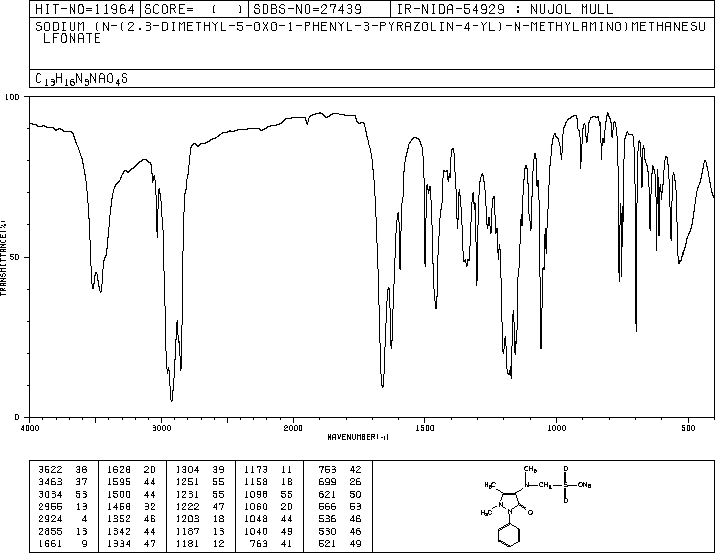 HIT-NO=11964 SCORE= ( ) SDBS-NO=27439 IR-NIDA-54929 : NUJOL MULL
SODIUM (N-(2,3-DIMETHYL-5-OXO-1-PHENYL-3-PYRAZOLIN-4-YL)-N-METHYLAMINO)METHANESU
LFONATE
C13H16N3NAO4S
100
50
0
TRANSMITTANCE(%)
4000 3000 2000 1500 1000 500
WAVENUMBER(-1)
3522 38 1628 20 1304 39 1173 11 753 42
3463 37 1595 44 1251 55 1158 18 699 26
3034 53 1500 44 1231 55 1098 55 621 50
2955 13 1458 32 1222 47 1060 20 566 53
2924 4 1352 46 1203 18 1048 44 536 46
2855 13 1342 44 1187 13 1040 49 530 46
1661 9 1334 47 1181 12 763 41 521 49
CH3
O
H3C N CH2 S ONa
O
H3C N
N O